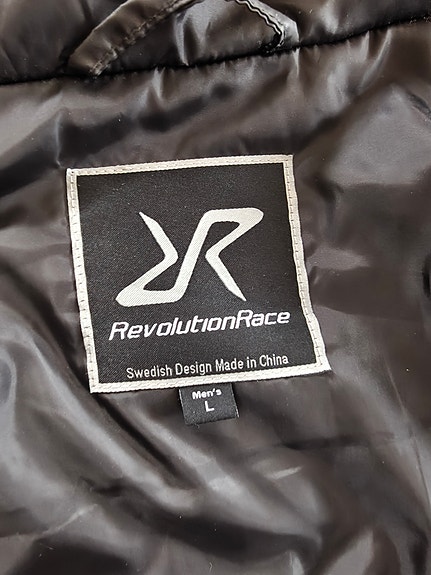 RevolutionRace
Swedish Design Made in China
Men's
L